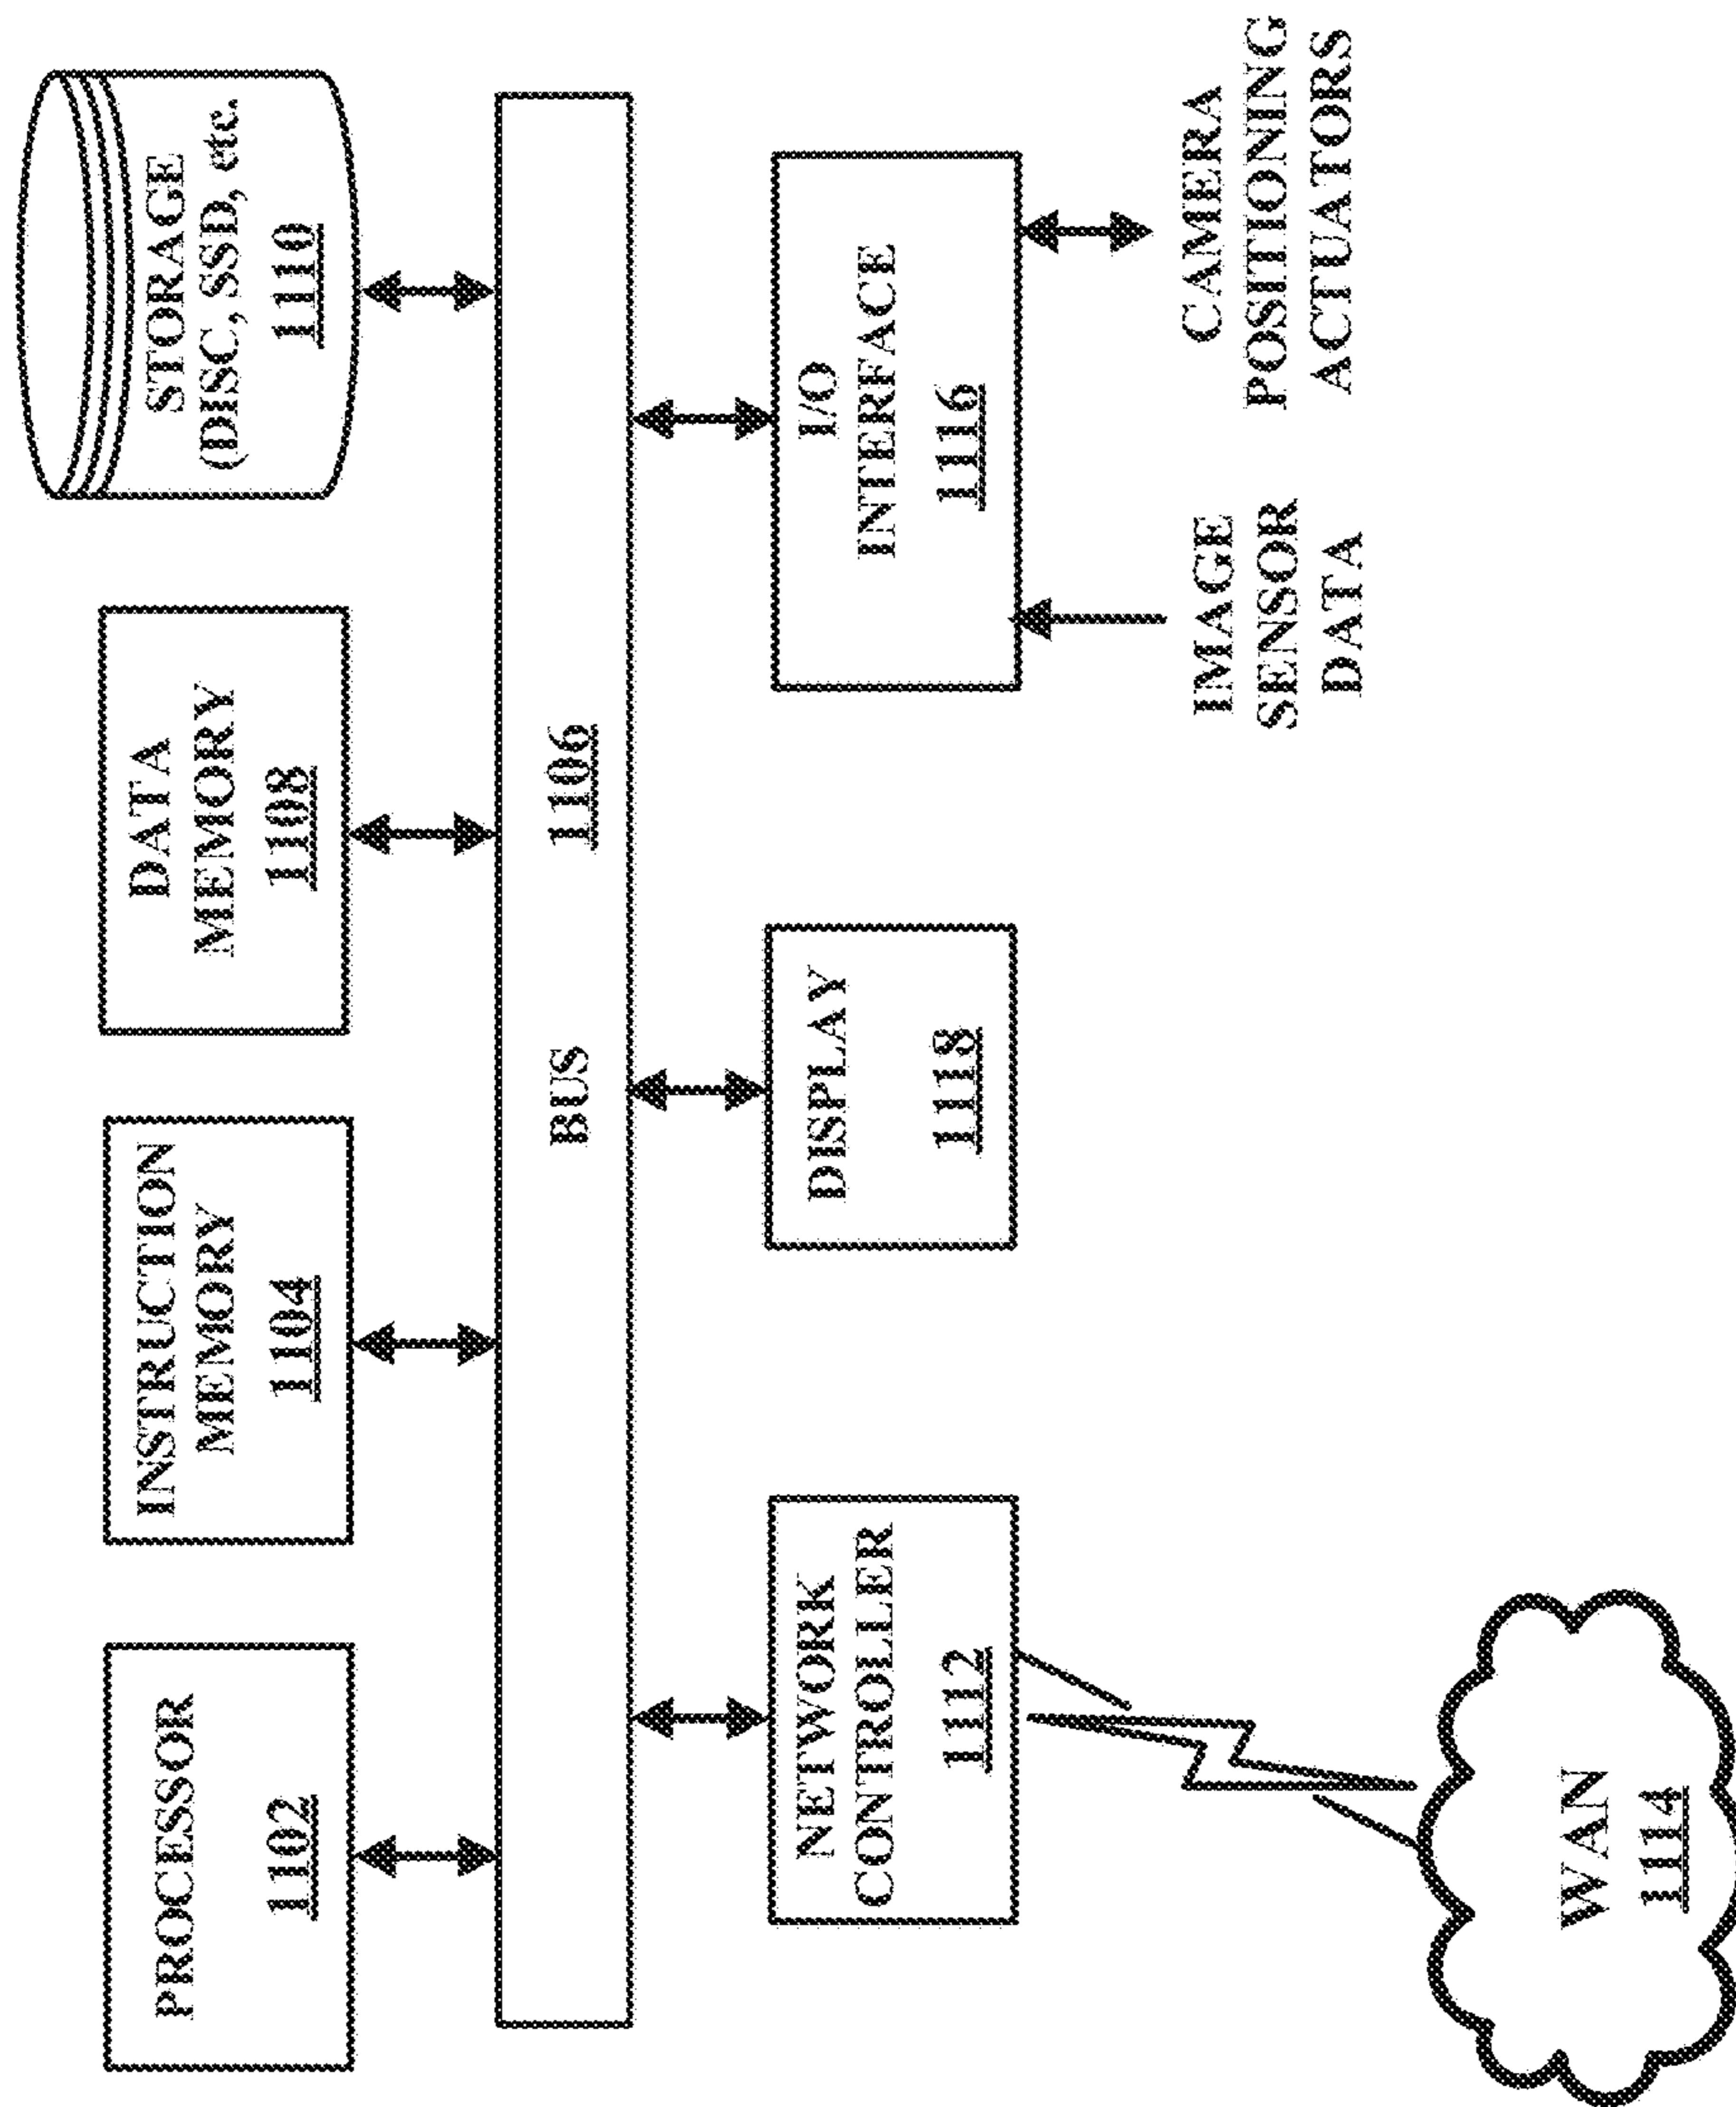 PROCESSOR
1102
INSTRUCTION
MEMORY
1104
DATA
MEMORY
1108
STORAGE
(DISC, SSD, etc.
1110
BUS 1106
NETWORK
CONTROLLER
1112
DISPLAY
1118
I/O
INTERFACE
1116
IMAGE
SENSOR
DATA
CAMERA
POSITIONING
ACTUATORS
WAN
1114